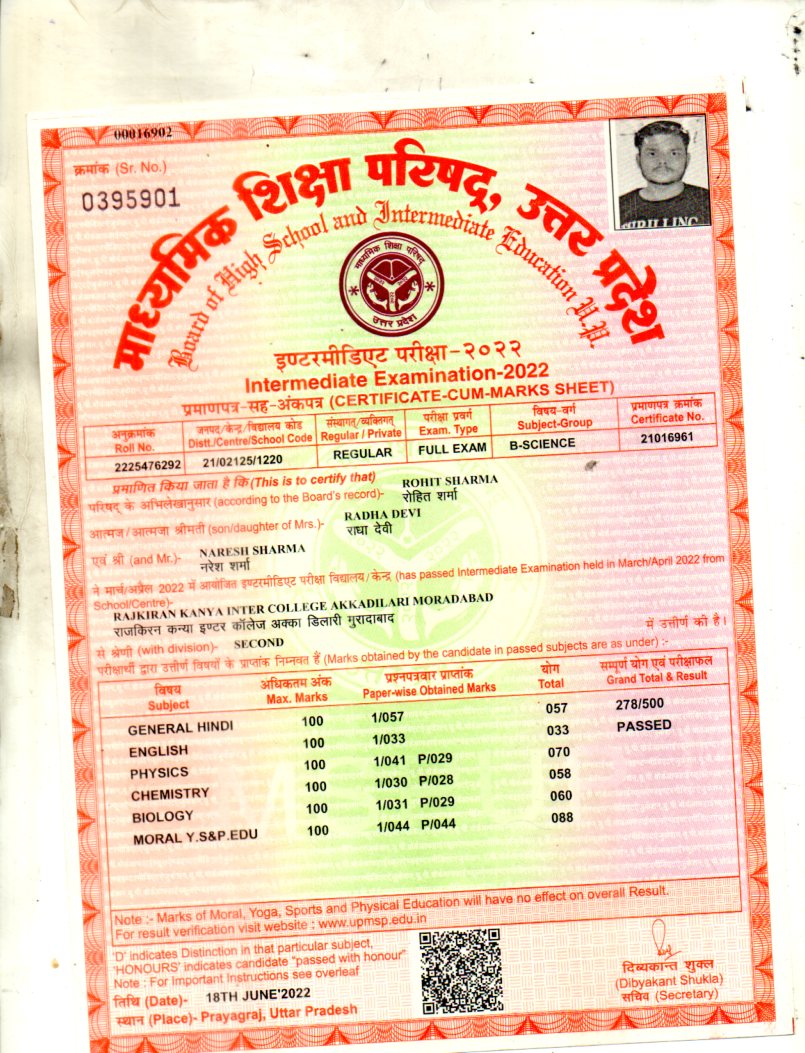 00016902
क्रमांक (Sr. No.)
0395901
माध्यमिक शिक्षा परिषद्, उत्तर प्रदेश
Board of High School and Intermediate Education U.P.
माध्यमिक शिक्षा परिषद्
उत्तर प्रदेश
इण्टरमीडिएट परीक्षा-२०२२
Intermediate Examination-2022
प्रमाणपत्र-सह-अंकपत्र (CERTIFICATE-CUM-MARKS SHEET)
अनुक्रमांक जनपद/केन्द्र/विद्यालय कोड संस्थागत/व्यक्तिगत परीक्षा प्रवर्ग विषय-वर्ग प्रमाणपत्र क्रमांक
Roll No. Distt./Centre/School Code Regular / Private Exam. Type Subject-Group Certificate No.
2225476292 21/02125/1220 REGULAR FULL EXAM B-SCIENCE 21016961
प्रमाणित किया जाता है कि (This is to certify that) ROHIT SHARMA
परिषद् के अभिलेखानुसार (according to the Board's record)- रोहित शर्मा
RADHA DEVI
आत्मज/आत्मजा श्रीमती (son/daughter of Mrs.)- राधा देवी
NARESH SHARMA
एवं श्री (and Mr.)- नरेश शर्मा
ने मार्च/अप्रैल 2022 में आयोजित इण्टरमीडिएट परीक्षा विद्यालय/केन्द्र (has passed Intermediate Examination held in March/April 2022 from
School/Centre)-
RAJKIRAN KANYA INTER COLLEGE AKKADILARI MORADABAD
राजकिरन कन्या इण्टर कॉलेज अक्का डिलारी मुरादाबाद
में उत्तीर्ण की है।
से श्रेणी (with division)- SECOND
परीक्षार्थी द्वारा उत्तीर्ण विषयों के प्राप्तांक निम्नवत हैं (Marks obtained by the candidate in passed subjects are as under) :-
विषय अधिकतम अंक प्रश्नपत्रवार प्राप्तांक योग सम्पूर्ण योग एवं परीक्षाफल
Subject Max. Marks Paper-wise Obtained Marks Total Grand Total & Result
GENERAL HINDI 100 1/057 057 278/500
ENGLISH 100 1/033 033 PASSED
PHYSICS 100 1/041 P/029 070
CHEMISTRY 100 1/030 P/028 058
BIOLOGY 100 1/031 P/029 060
MORAL Y.S&P.EDU 100 1/044 P/044 088
Note :- Marks of Moral, Yoga, Sports and Physical Education will have no effect on overall Result.
For result verification visit website : www.upmsp.edu.in
'D' indicates Distinction in that particular subject,
'HONOURS' indicates candidate "passed with honour"
Note : For Important Instructions see overleaf
तिथि (Date)- 18TH JUNE'2022
स्थान (Place)- Prayagraj, Uttar Pradesh
दिब्यकान्त शुक्ल
(Dibyakant Shukla)
सचिव (Secretary)